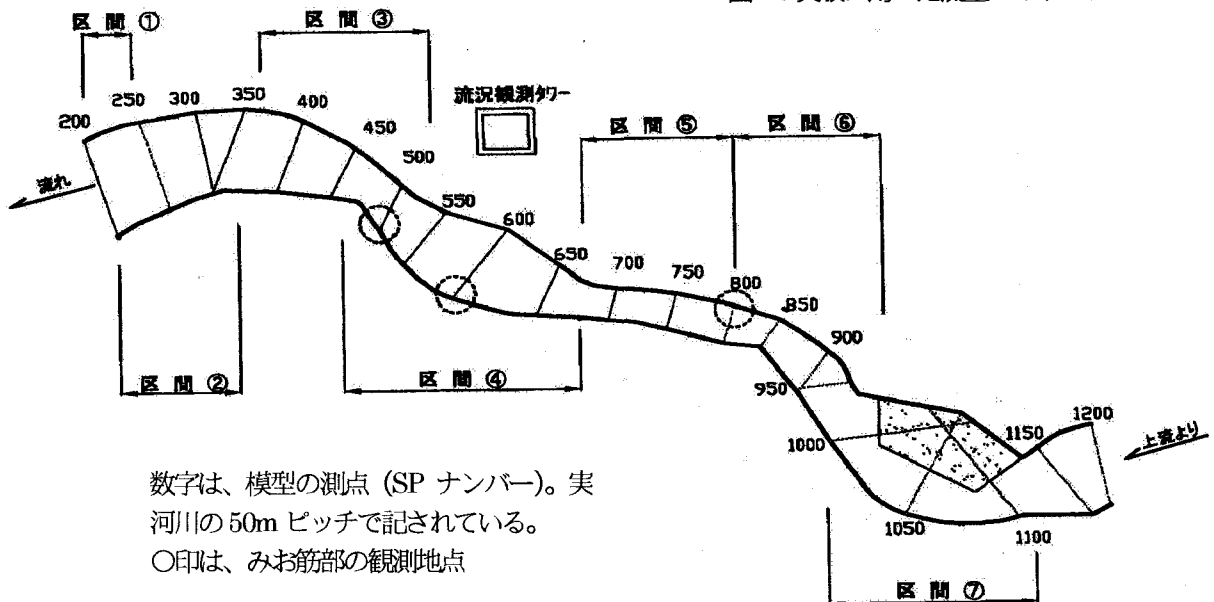 区 間 ①
区 間 ③
流況観測タワー
区 間 ⑤
区 間 ⑥
200
250
300
350
400
450
500
550
600
650
700
750
800
850
900
950
1000
1050
1100
1150
1200
流れ
上流より
区 間 ②
区 間 ④
区 間 ⑦
数字は、模型の測点 (SP ナンバー)。実
河川の 50m ピッチで記されている。
○印は、みお筋部の観測地点